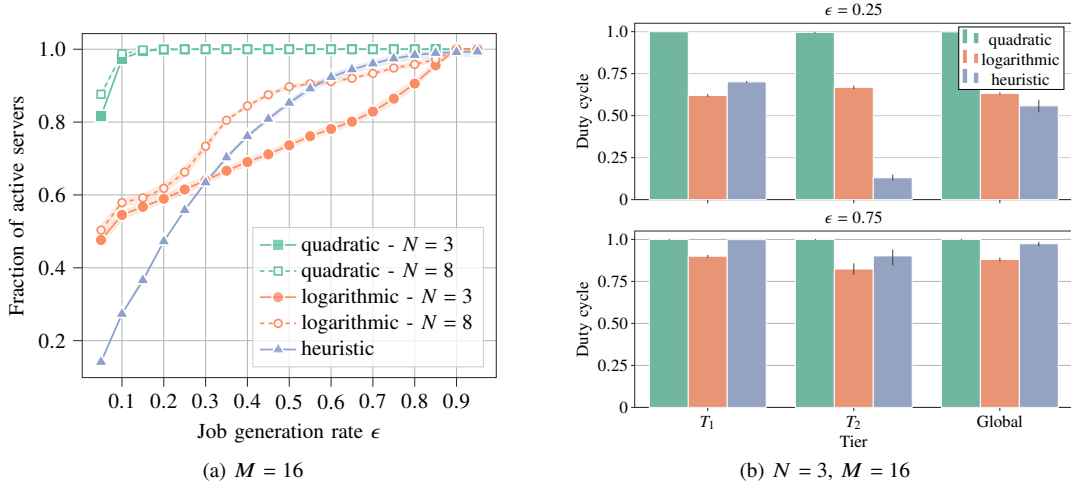 1.0
0.8
0.6
0.4
0.2
Fraction of active servers
quadratic - N = 3
quadratic - N = 8
logarithmic - N = 3
logarithmic - N = 8
heuristic
0.1 0.2 0.3 0.4 0.5 0.6 0.7 0.8 0.9
Job generation rate ϵ
(a) M = 16
ϵ = 0.25
1.00
0.75
0.50
0.25
0
Duty cycle
quadratic
logarithmic
heuristic
ϵ = 0.75
1.00
0.75
0.50
0.25
0
Duty cycle
T₁ T₂ Global
Tier
(b) N = 3, M = 16